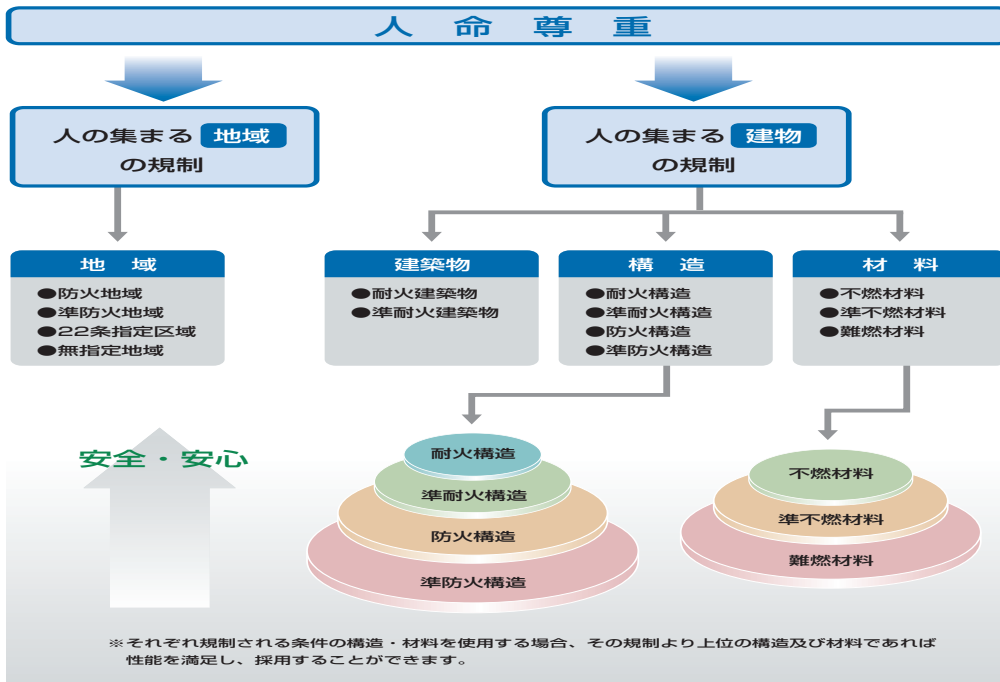 人命尊重
人の集まる 地域
の規制
人の集まる 建物
の規制
地域
●防火地域
●準防火地域
●22条指定区域
●無指定地域
建築物
●耐火建築物
●準耐火建築物
構造
●耐火構造
●準耐火構造
●防火構造
●準防火構造
材料
●不燃材料
●準不燃材料
●難燃材料
安全・安心
耐火構造
準耐火構造
防火構造
準防火構造
不燃材料
準不燃材料
難燃材料
※それぞれ規制される条件の構造・材料を使用する場合、その規制より上位の構造及び材料であれば
性能を満足し、採用することができます。